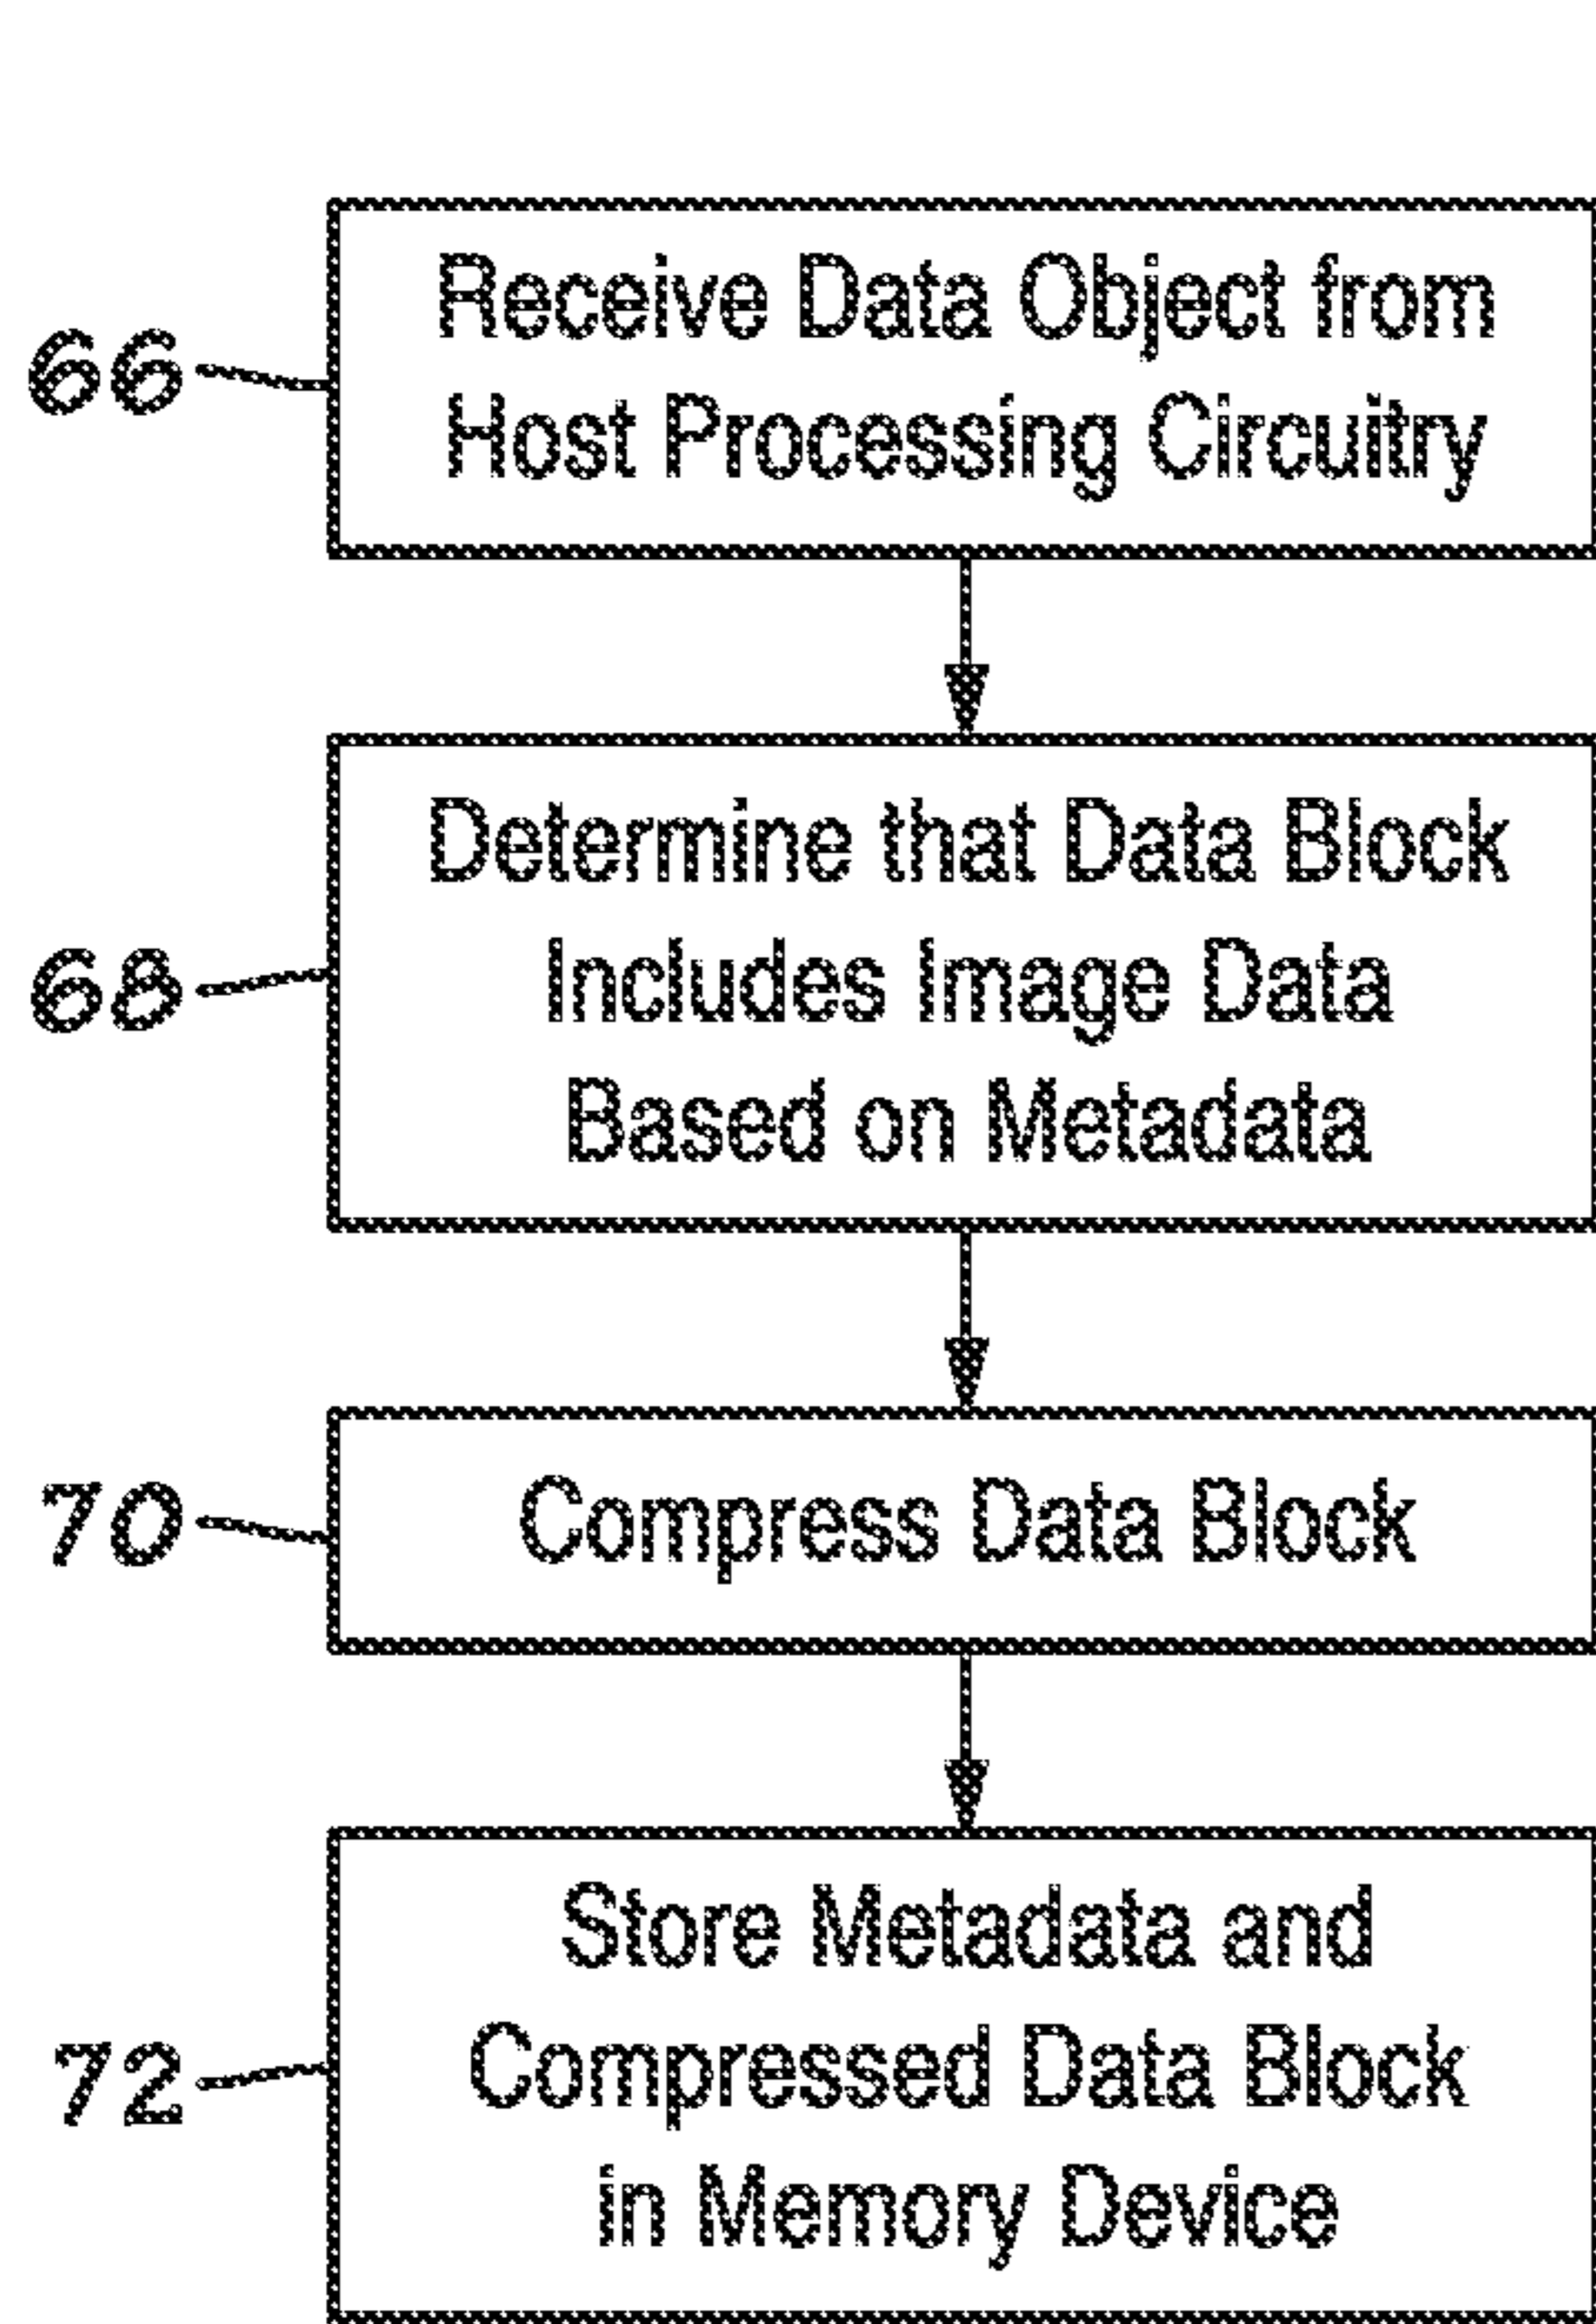 66
Receive Data Object from
Host Processing Circuitry
68
Determine that Data Block
Includes Image Data
Based on Metadata
70
Compress Data Block
72
Store Metadata and
Compressed Data Block
in Memory Device